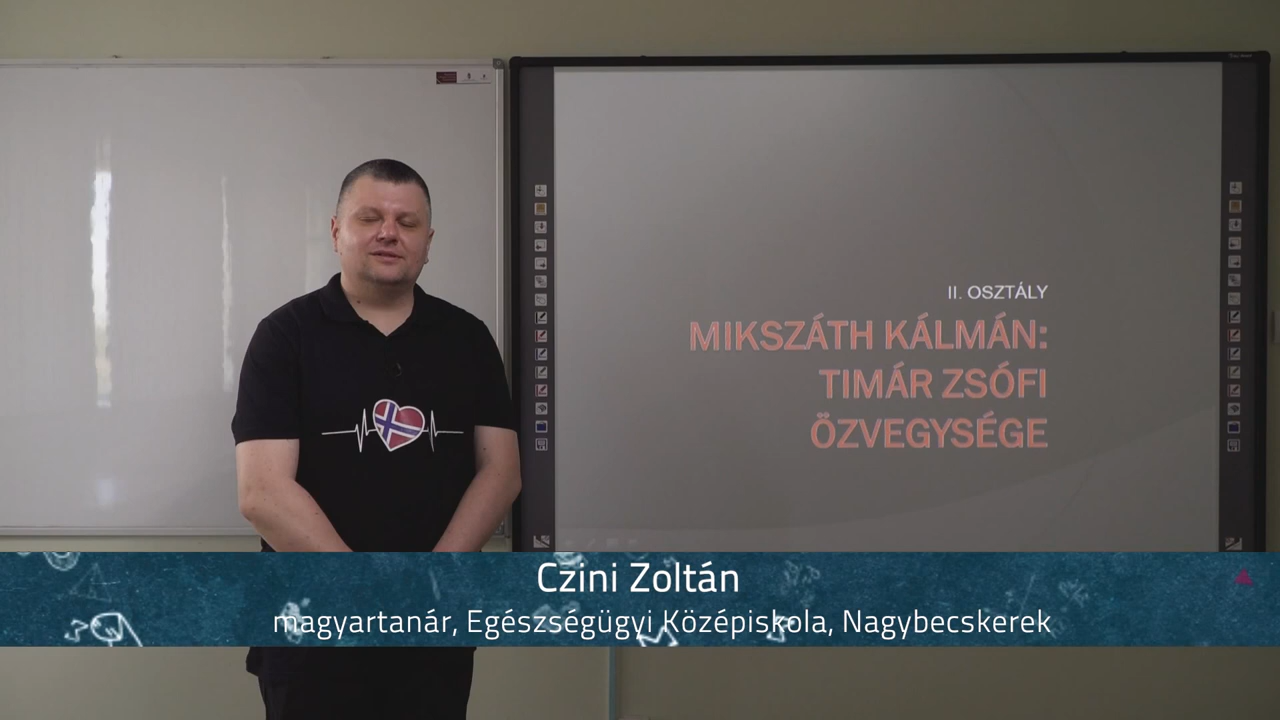 II. OSZTÁLY
MIKSZÁTH KÁLMÁN:
TIMÁR ZSÓFI
ÖZVEGYSÉGE
Czini Zoltán
magyartanár, Egészségügyi Középiskola, Nagybecskerek